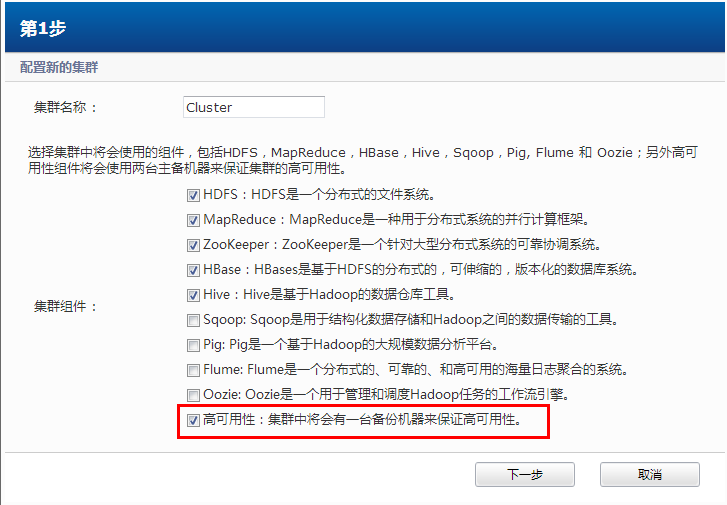 第1步
配置新的集群
集群名称：
Cluster
选择集群中将会使用的组件，包括HDFS，MapReduce，HBase，Hive，Sqoop，Pig, Flume 和 Oozie；另外高可
用性组件将会使用两台主备机器来保证集群的高可用性。
HDFS：HDFS是一个分布式的文件系统。
MapReduce：MapReduce是一种用于分布式系统的并行计算框架。
ZooKeeper：ZooKeeper是一个针对大型分布式系统的可靠协调系统。
HBase：HBases是基于HDFS的分布式的，可伸缩的，版本化的数据库系统。
集群组件：
Hive：Hive是基于Hadoop的数据仓库工具。
Sqoop: Sqoop是用于结构化数据存储和Hadoop之间的数据传输的工具。
Pig: Pig是一个基于Hadoop的大规模数据分析平台。
Flume: Flume是一个分布式的、可靠的、和高可用的海量日志聚合的系统。
Oozie: Oozie是一个用于管理和调度Hadoop任务的工作流引擎。
高可用性：集群中将会有一台备份机器来保证高可用性。
下一步
取消